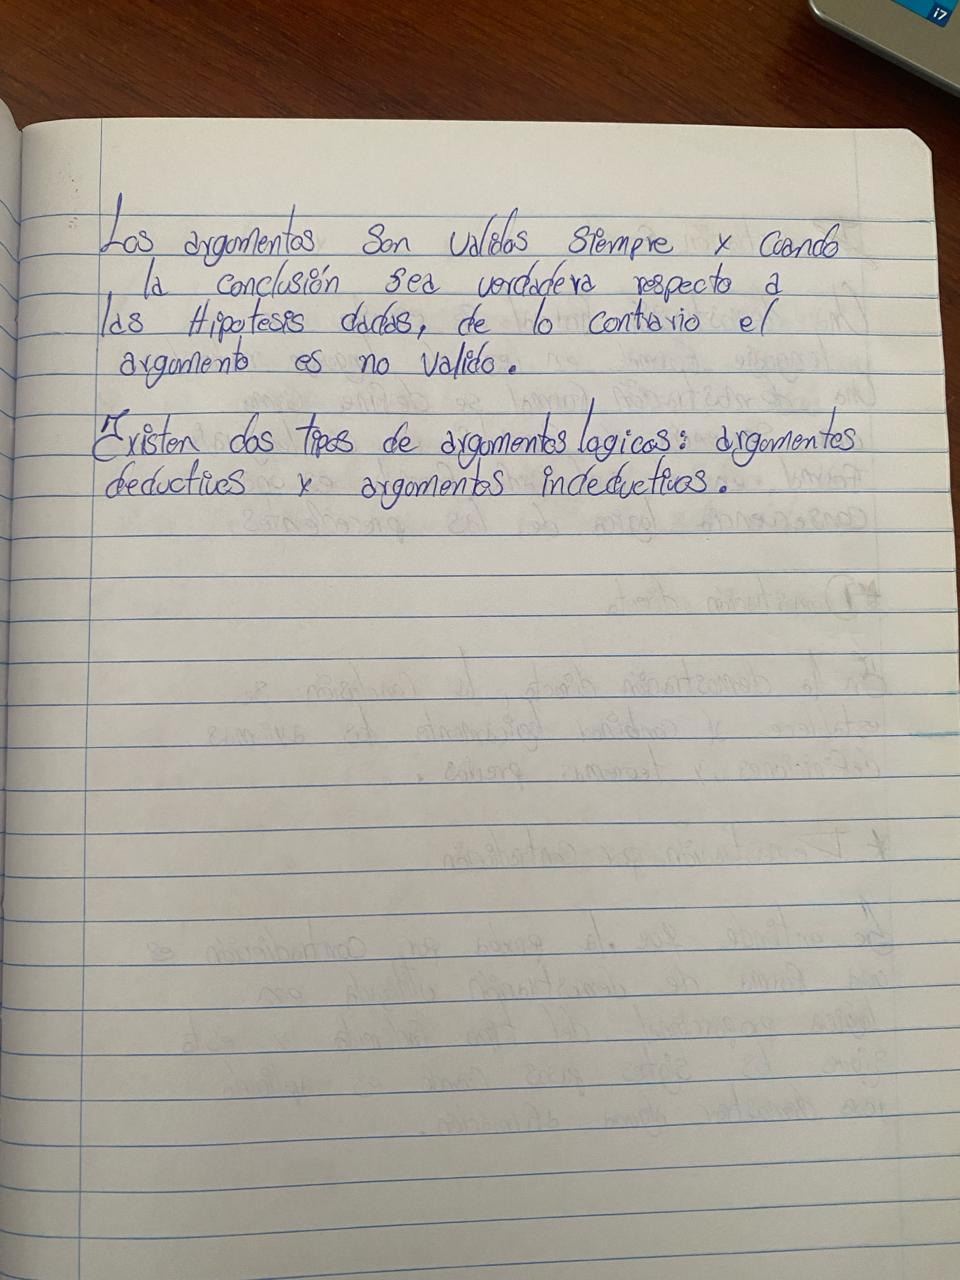 i7
Los argumentos son validos siempre y cuando
la conclusión sea verdadera respecto a
las Hipotesis dadas, de lo contrario el
argumento es no valido.
Existen dos tipos de argumentos logicos: argumentos
deductivos y argumentos indeductivos.